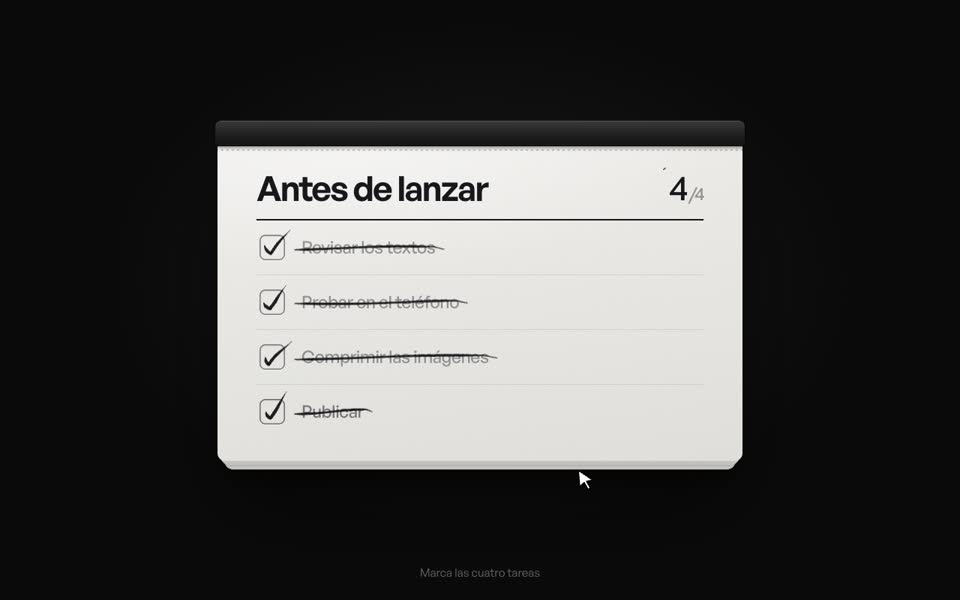 Antes de lanzar
4/4
Revisar los textos
Probar en el teléfono
Comprimir las imágenes
Publicar
Marca las cuatro tareas